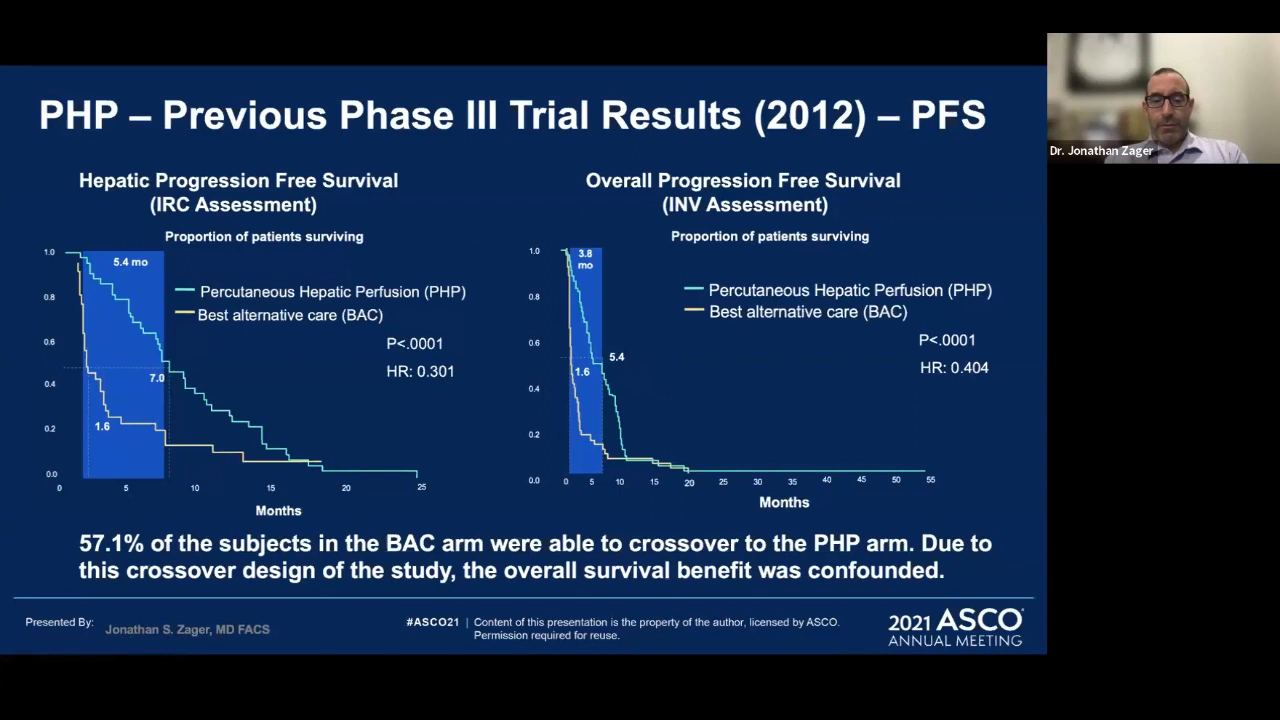 PHP – Previous Phase III Trial Results (2012) – PFS
Dr. Jonathan Zager
Hepatic Progression Free Survival
(IRC Assessment)
Proportion of patients surviving
1.0
0.8
0.6
0.4
0.2
0.0
5.4 mo
7.0
1.6
Percutaneous Hepatic Perfusion (PHP)
Best alternative care (BAC)
P<.0001
HR: 0.301
0 5 10 15 20 25
Months
Overall Progression Free Survival
(INV Assessment)
Proportion of patients surviving
1.0
0.8
0.6
0.4
0.2
0.0
3.8
mo
5.4
1.6
Percutaneous Hepatic Perfusion (PHP)
Best alternative care (BAC)
P<.0001
HR: 0.404
0 5 10 15 20 25 30 35 40 45 50 55
Months
57.1% of the subjects in the BAC arm were able to crossover to the PHP arm. Due to
this crossover design of the study, the overall survival benefit was confounded.
Presented By: Jonathan S. Zager, MD FACS
#ASCO21 | Content of this presentation is the property of the author, licensed by ASCO.
Permission required for reuse.
2021 ASCO
ANNUAL MEETING